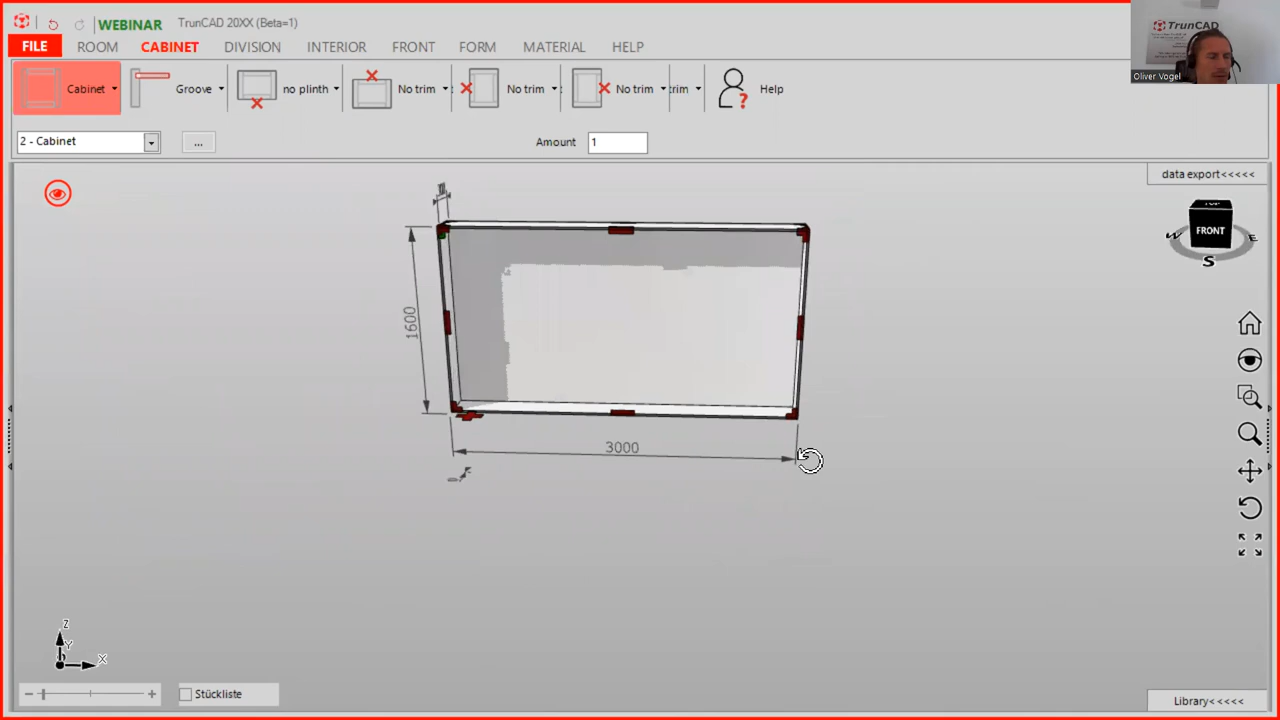 WEBINAR
TrunCAD 20XX (Beta=1)
FILE ROOM CABINET DIVISION INTERIOR FRONT FORM MATERIAL HELP
Cabinet Groove no plinth No trim No trim No trim trim Help
2 - Cabinet ... Amount 1
data export<<<<<
TrunCAD
Oliver Vogel
TOP
FRONT
W E
S
1600
3000
Z
Y
X
Stückliste
Library<<<<<